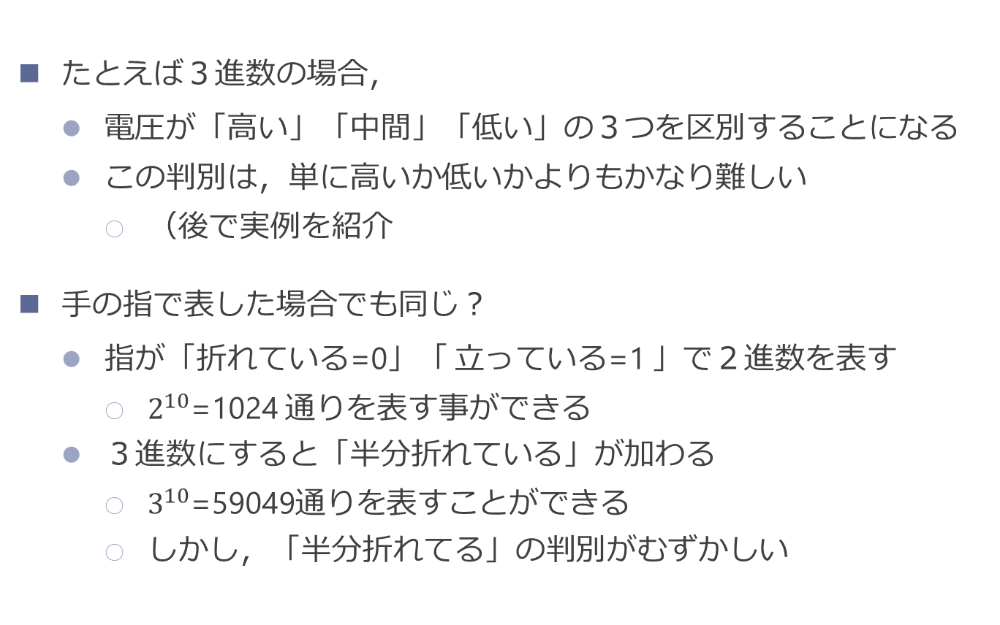 ■ たとえば３進数の場合，
● 電圧が「高い」「中間」「低い」の３つを区別することになる
● この判別は，単に高いか低いかよりもかなり難しい
○ （後で実例を紹介
■ 手の指で表した場合でも同じ？
● 指が「折れている=0」「 立っている=1 」で２進数を表す
○ 2¹⁰=1024 通りを表す事ができる
● ３進数にすると「半分折れている」が加わる
○ 3¹⁰=59049通りを表すことができる
○ しかし，「半分折れてる」の判別がむずかしい